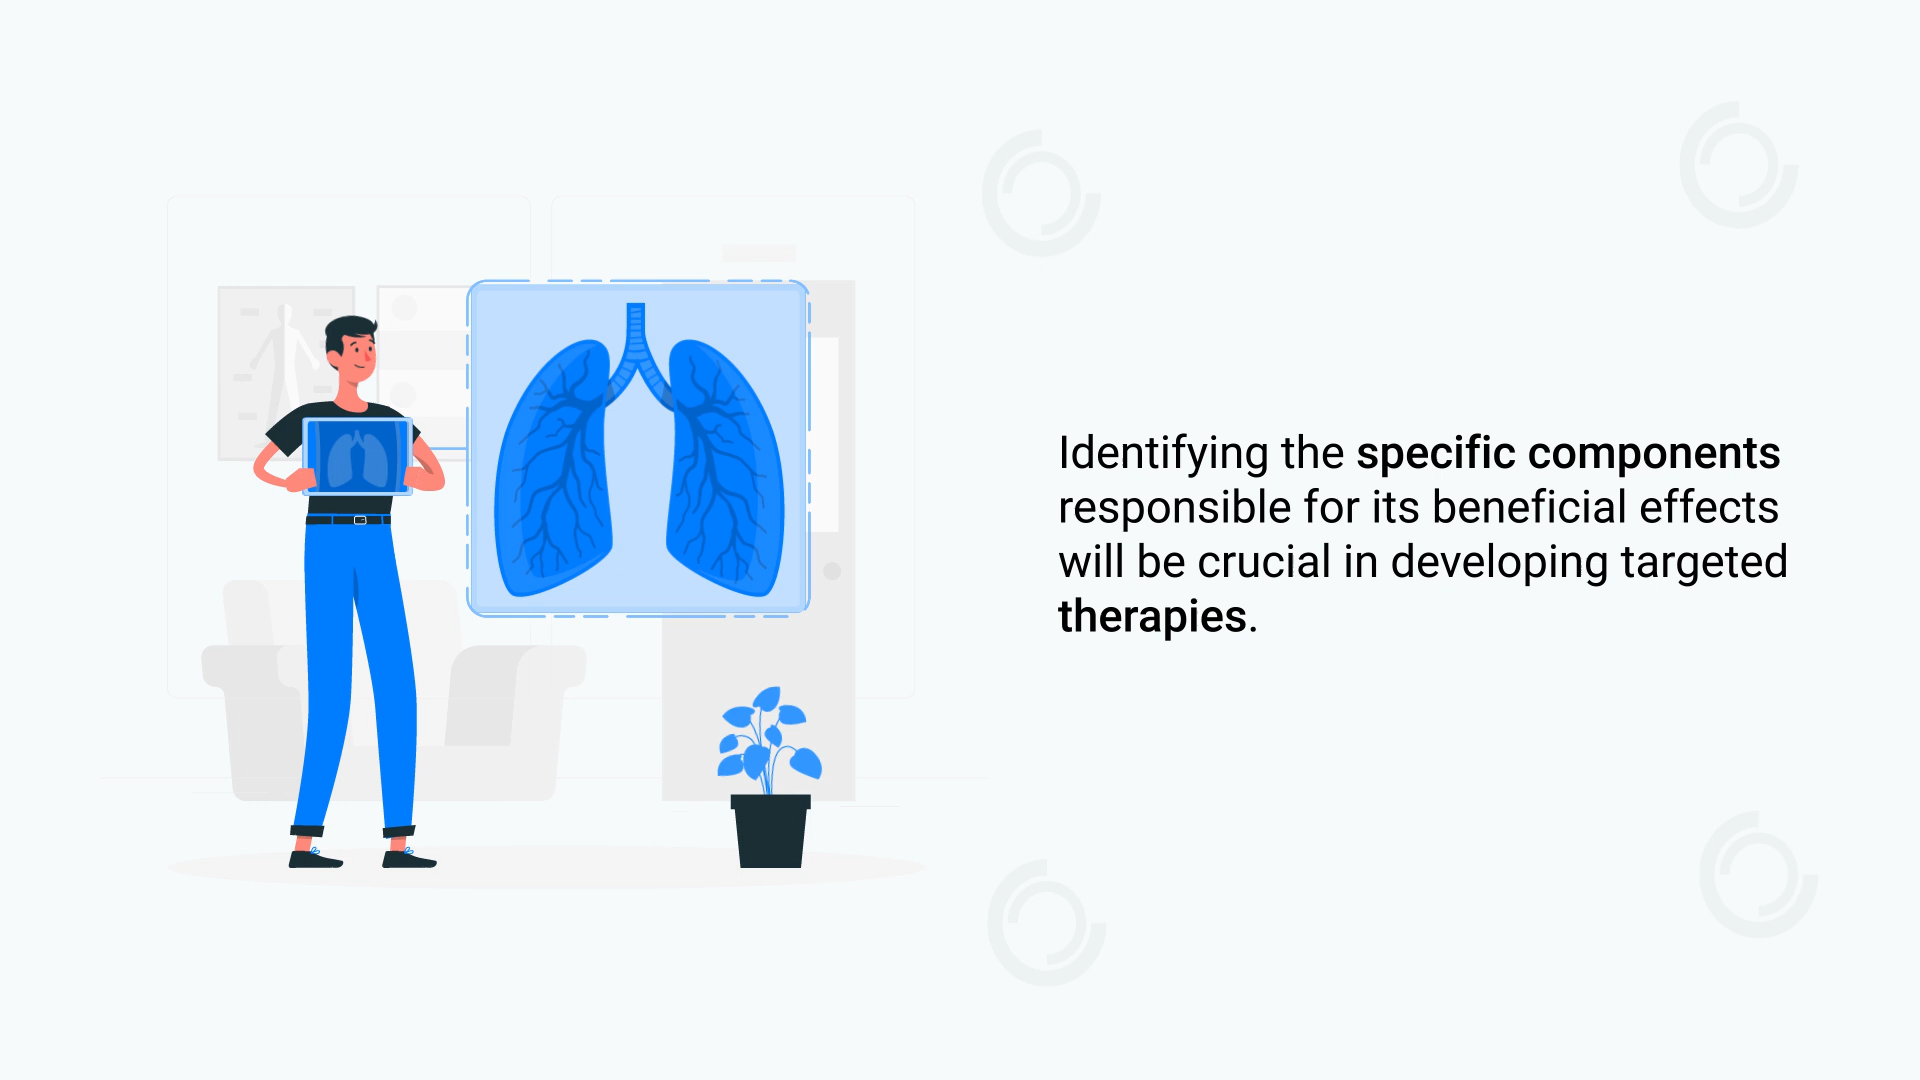 Identifying the specific components
responsible for its beneficial effects
will be crucial in developing targeted
therapies.